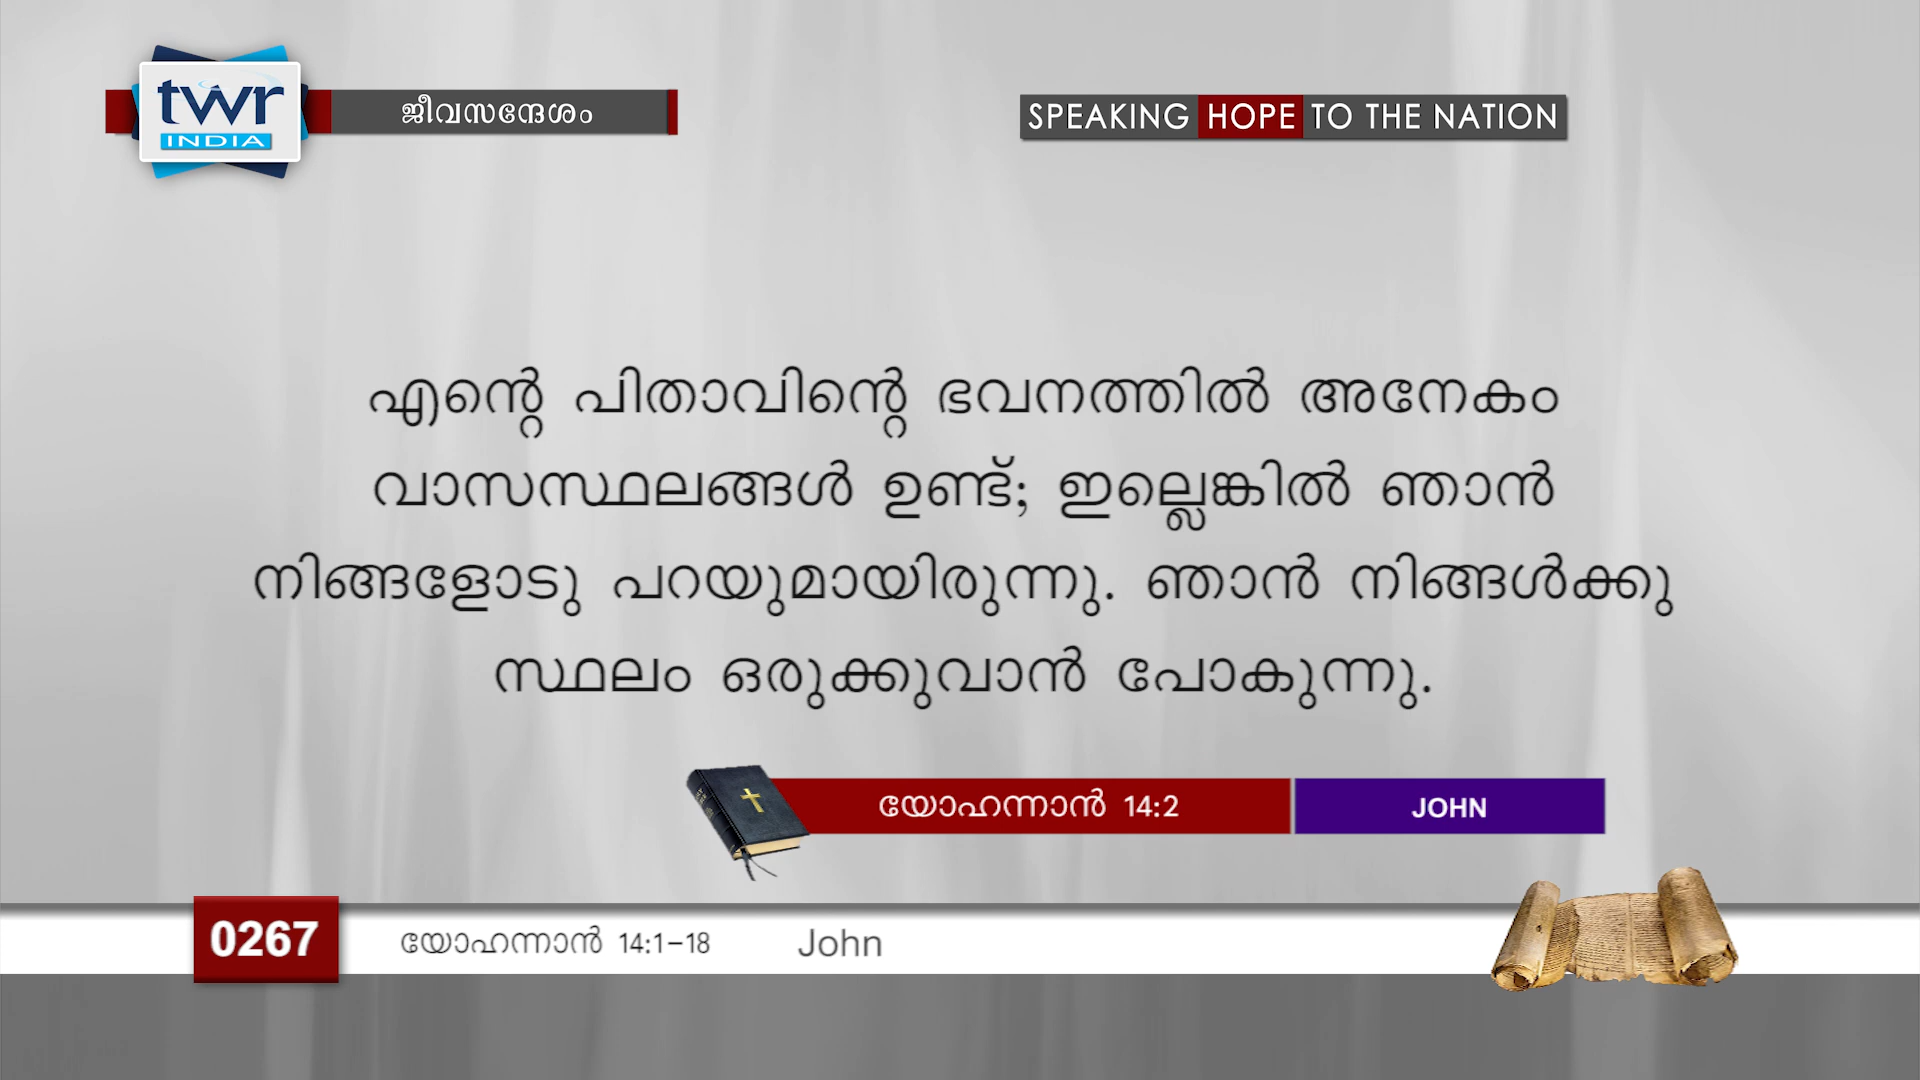 twr
INDIA
ജീവസന്ദേശം
SPEAKING HOPE TO THE NATION
എന്റെ പിതാവിന്റെ ഭവനത്തിൽ അനേകം
വാസസ്ഥലങ്ങൾ ഉണ്ട്; ഇല്ലെങ്കിൽ ഞാൻ
നിങ്ങളോടു പറയുമായിരുന്നു. ഞാൻ നിങ്ങൾക്കു
സ്ഥലം ഒരുക്കുവാൻ പോകുന്നു.
യോഹന്നാൻ 14:2
JOHN
0267
യോഹന്നാൻ 14:1-18
John